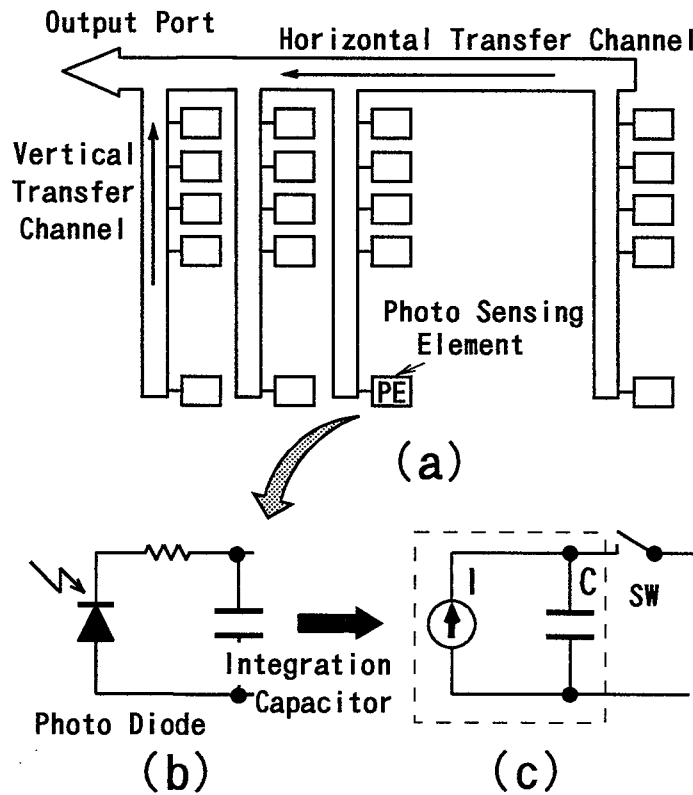 Output Port
Horizontal Transfer Channel
Vertical
Transfer
Channel
Photo Sensing
Element
PE
(a)
I
C
SW
Integration
Capacitor
Photo Diode
(b)
(c)